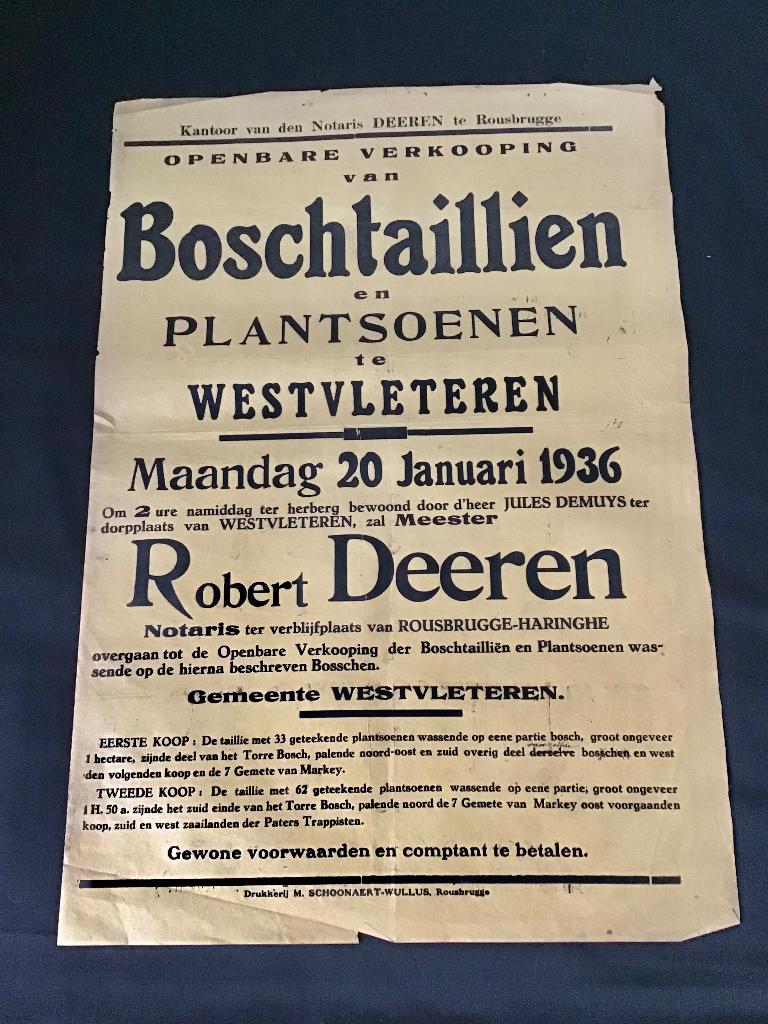 Kantoor van den Notaris DEEREN te Rousbrugge
OPENBARE VERKOOPING
van
Boschtaillien
en
PLANTSOENEN
te
WESTVLETEREN
Maandag 20 Januari 1936
Om 2 ure namiddag ter herberg bewoond door d'heer JULES DEMUYS ter
dorpplaats van WESTVLETEREN, zal Meester
Robert Deeren
Notaris ter verblijfplaats van ROUSBRUGGE-HARINGHE
overgaan tot de Openbare Verkooping der Boschtailliën en Plantsoenen was-
sende op de hierna beschreven Bosschen.
Gemeente WESTVLETEREN.
EERSTE KOOP : De taillie met 33 geteekende plantsoenen wassende op eene partie bosch, groot ongeveer
1 hectare, zijnde deel van het Torre Bosch, palende noord-oost en zuid overig deel derzelve bosschen en west
den volgenden koop en de 7 Gemete van Markey.
TWEEDE KOOP : De taillie met 62 geteekende plantsoenen wassende op eene partie, groot ongeveer
1 H. 50 a. zijnde het zuid einde van het Torre Bosch, palende noord de 7 Gemete van Markey oost voorgaanden
koop, zuid en west zaailanden der Paters Trappisten.
Gewone voorwaarden en comptant te betalen.
Drukkerij M. SCHOONAERT-WULLUS, Rousbrugge